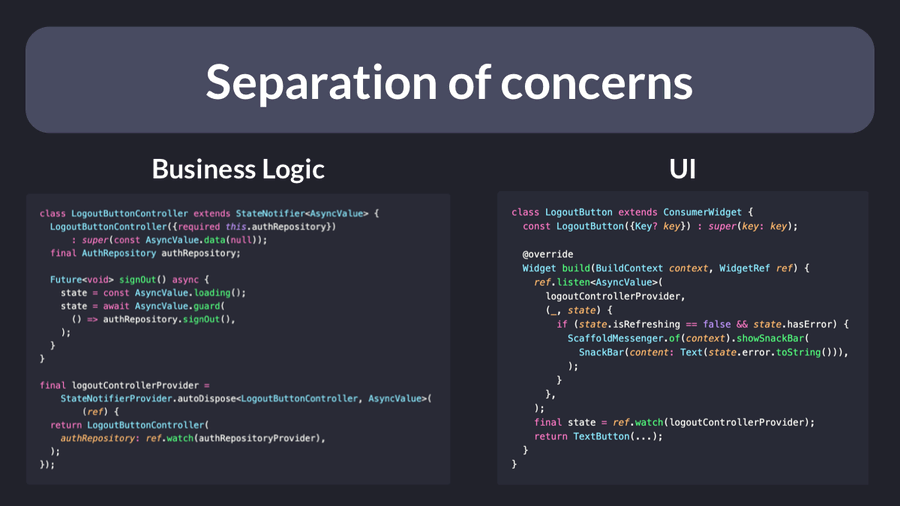 Separation of concerns
Business Logic
class LogoutButtonController extends StateNotifier<AsyncValue> {
  LogoutButtonController({required this.authRepository})
      : super(const AsyncValue.data(null));
  final AuthRepository authRepository;

  Future<void> signOut() async {
    state = const AsyncValue.loading();
    state = await AsyncValue.guard(
      () => authRepository.signOut(),
    );
  }
}

final logoutControllerProvider =
    StateNotifierProvider.autoDispose<LogoutButtonController, AsyncValue>(
        (ref) {
  return LogoutButtonController(
    authRepository: ref.watch(authRepositoryProvider),
  );
});
UI
class LogoutButton extends ConsumerWidget {
  const LogoutButton({Key? key}) : super(key: key);

  @override
  Widget build(BuildContext context, WidgetRef ref) {
    ref.listen<AsyncValue>(
      logoutControllerProvider,
      (_, state) {
        if (state.isRefreshing == false && state.hasError) {
          ScaffoldMessenger.of(context).showSnackBar(
            SnackBar(content: Text(state.error.toString())),
          );
        }
      },
    );
    final state = ref.watch(logoutControllerProvider);
    return TextButton(...);
  }
}